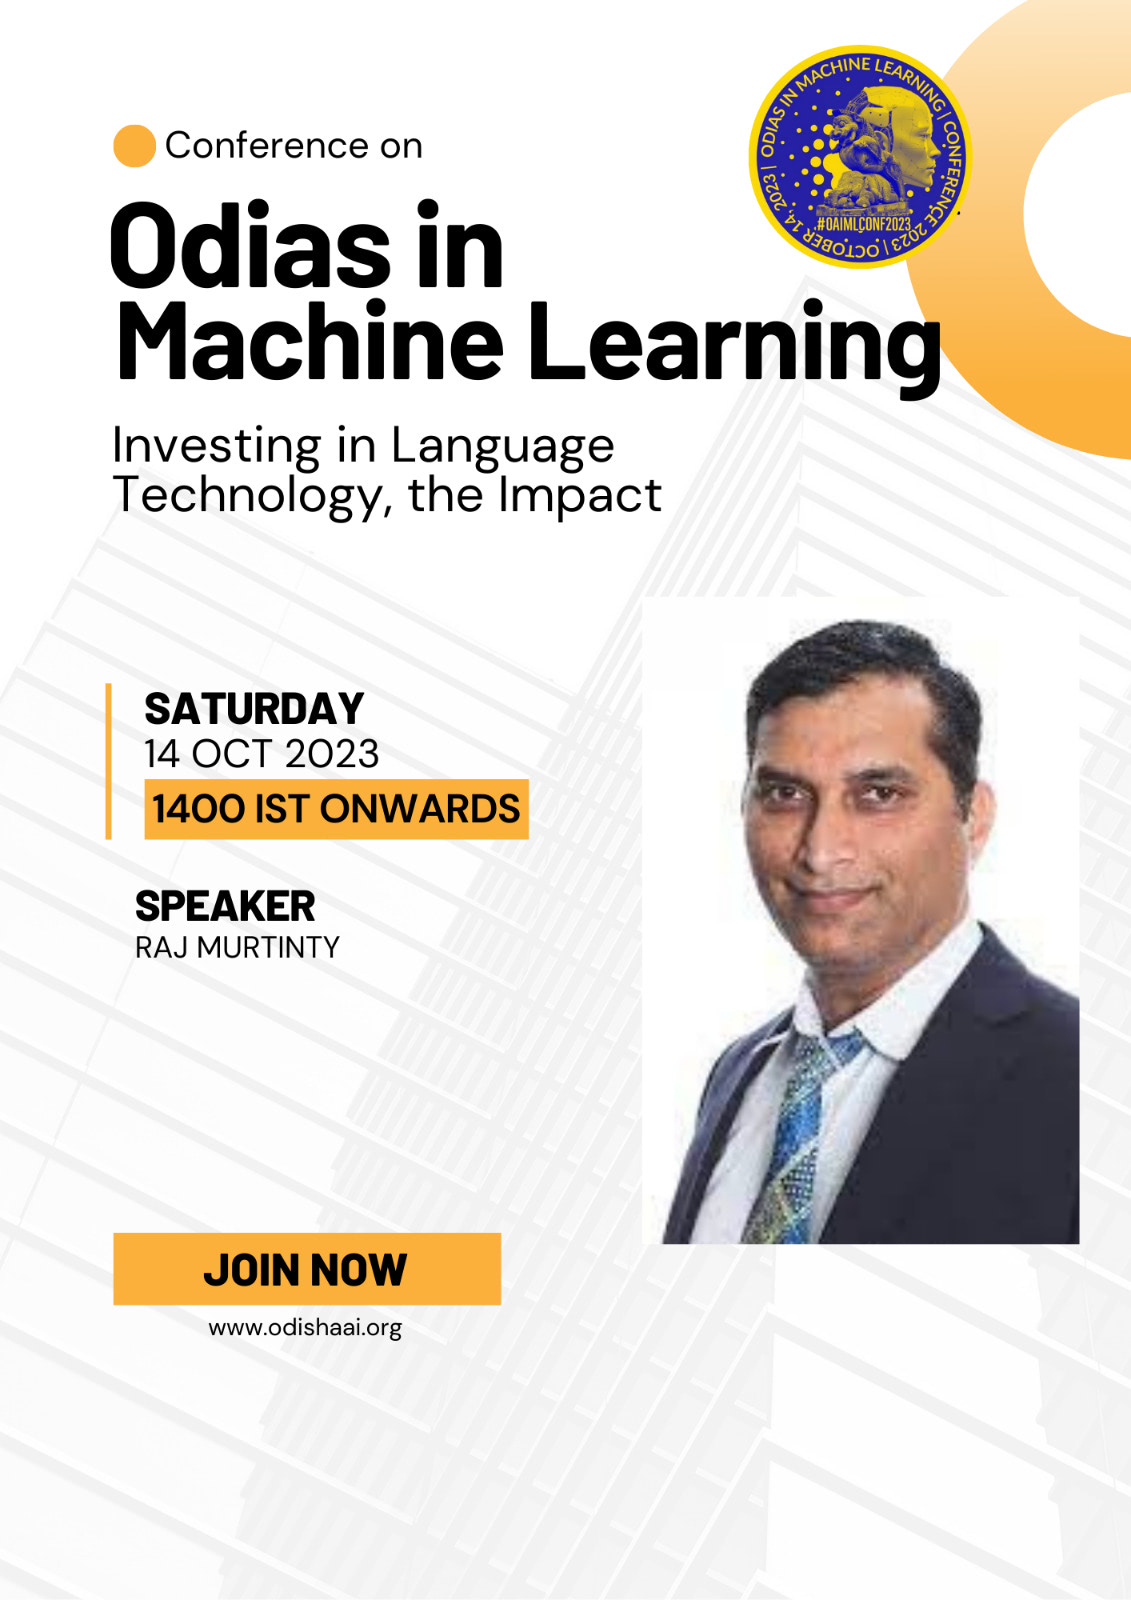 ODIAS IN MACHINE LEARNING | CONFERENCE 2023 | OCTOBER 14, 2023 |
#OAIMLCONF2023
Conference on
Odias in
Machine Learning
Investing in Language
Technology, the Impact
SATURDAY
14 OCT 2023
1400 IST ONWARDS
SPEAKER
RAJ MURTINTY
JOIN NOW
www.odishaai.org